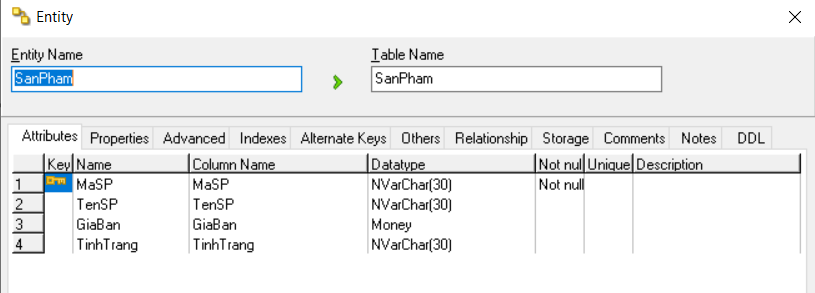 Entity
Entity Name Table Name
SanPham SanPham
Attributes Properties Advanced Indexes Alternate Keys Others Relationship Storage Comments Notes DDL
Key Name Column Name Datatype Not nul Unique Description
1 MaSP MaSP NVarChar(30) Not null
2 TenSP TenSP NVarChar(30)
3 GiaBan GiaBan Money
4 TinhTrang TinhTrang NVarChar(30)